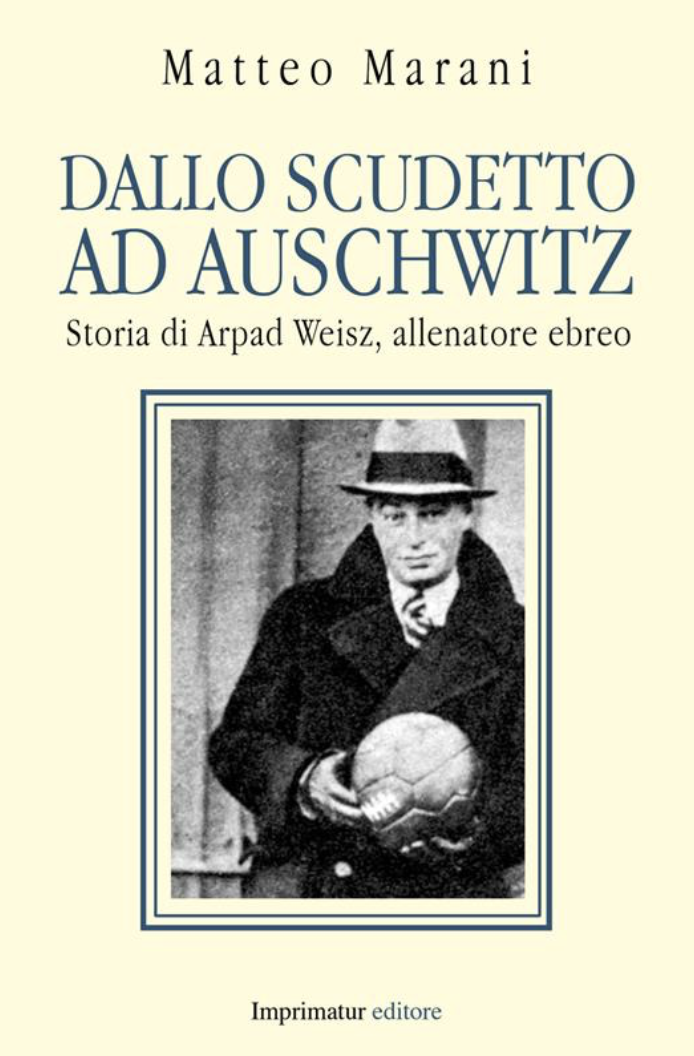 Matteo Marani
DALLO SCUDETTO
AD AUSCHWITZ
Storia di Arpad Weisz, allenatore ebreo
Imprimatur editore